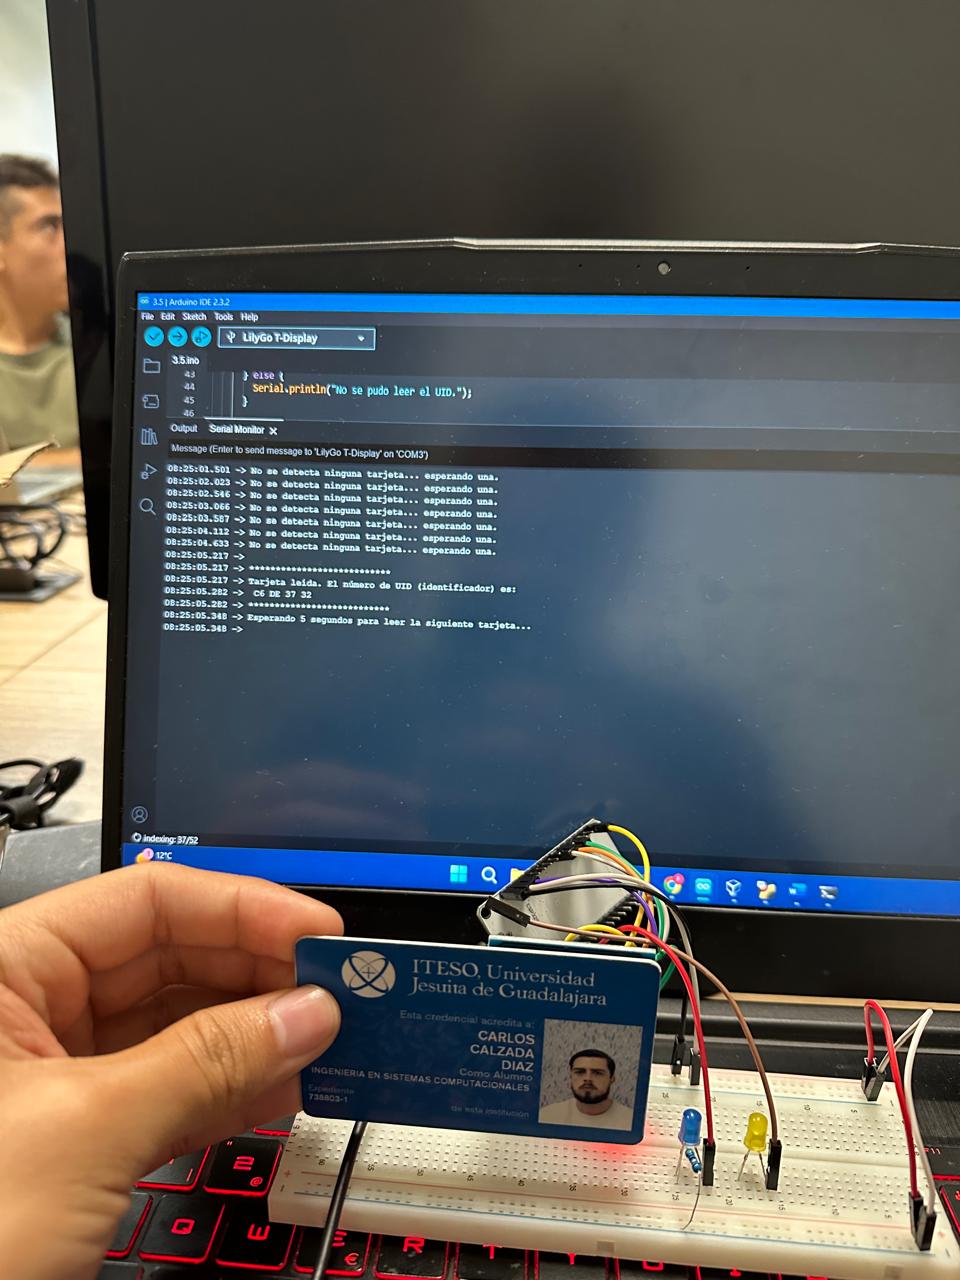 3.5 | Arduino IDE 2.3.2
File Edit Sketch Tools Help
LilyGo T-Display
3.5.ino
43 } else {
44 Serial.println("No se pudo leer el UID.");
45 }
46
Output Serial Monitor
Message (Enter to send message to 'LilyGo T-Display' on 'COM3')
08:25:01.501 -> No se detecta ninguna tarjeta... esperando una.
08:25:02.023 -> No se detecta ninguna tarjeta... esperando una.
08:25:02.546 -> No se detecta ninguna tarjeta... esperando una.
08:25:03.066 -> No se detecta ninguna tarjeta... esperando una.
08:25:03.587 -> No se detecta ninguna tarjeta... esperando una.
08:25:04.112 -> No se detecta ninguna tarjeta... esperando una.
08:25:04.633 -> No se detecta ninguna tarjeta... esperando una.
08:25:05.217 ->
08:25:05.217 -> ***************************
08:25:05.217 -> Tarjeta leida. El número de UID (identificador) es:
08:25:05.282 -> C6 DE 37 32
08:25:05.282 -> ***************************
08:25:05.348 -> Esperando 5 segundos para leer la siguiente tarjeta...
08:25:05.348 ->
indexing: 37/52
12°C
ITESO, Universidad
Jesuita de Guadalajara
Esta credencial acredita a:
CARLOS
CALZADA
DIAZ
Como Alumno
INGENIERIA EN SISTEMAS COMPUTACIONALES
Expediente
738803-1
de esta institución
F11
2
@
Q
W
E
€
R
T
Y